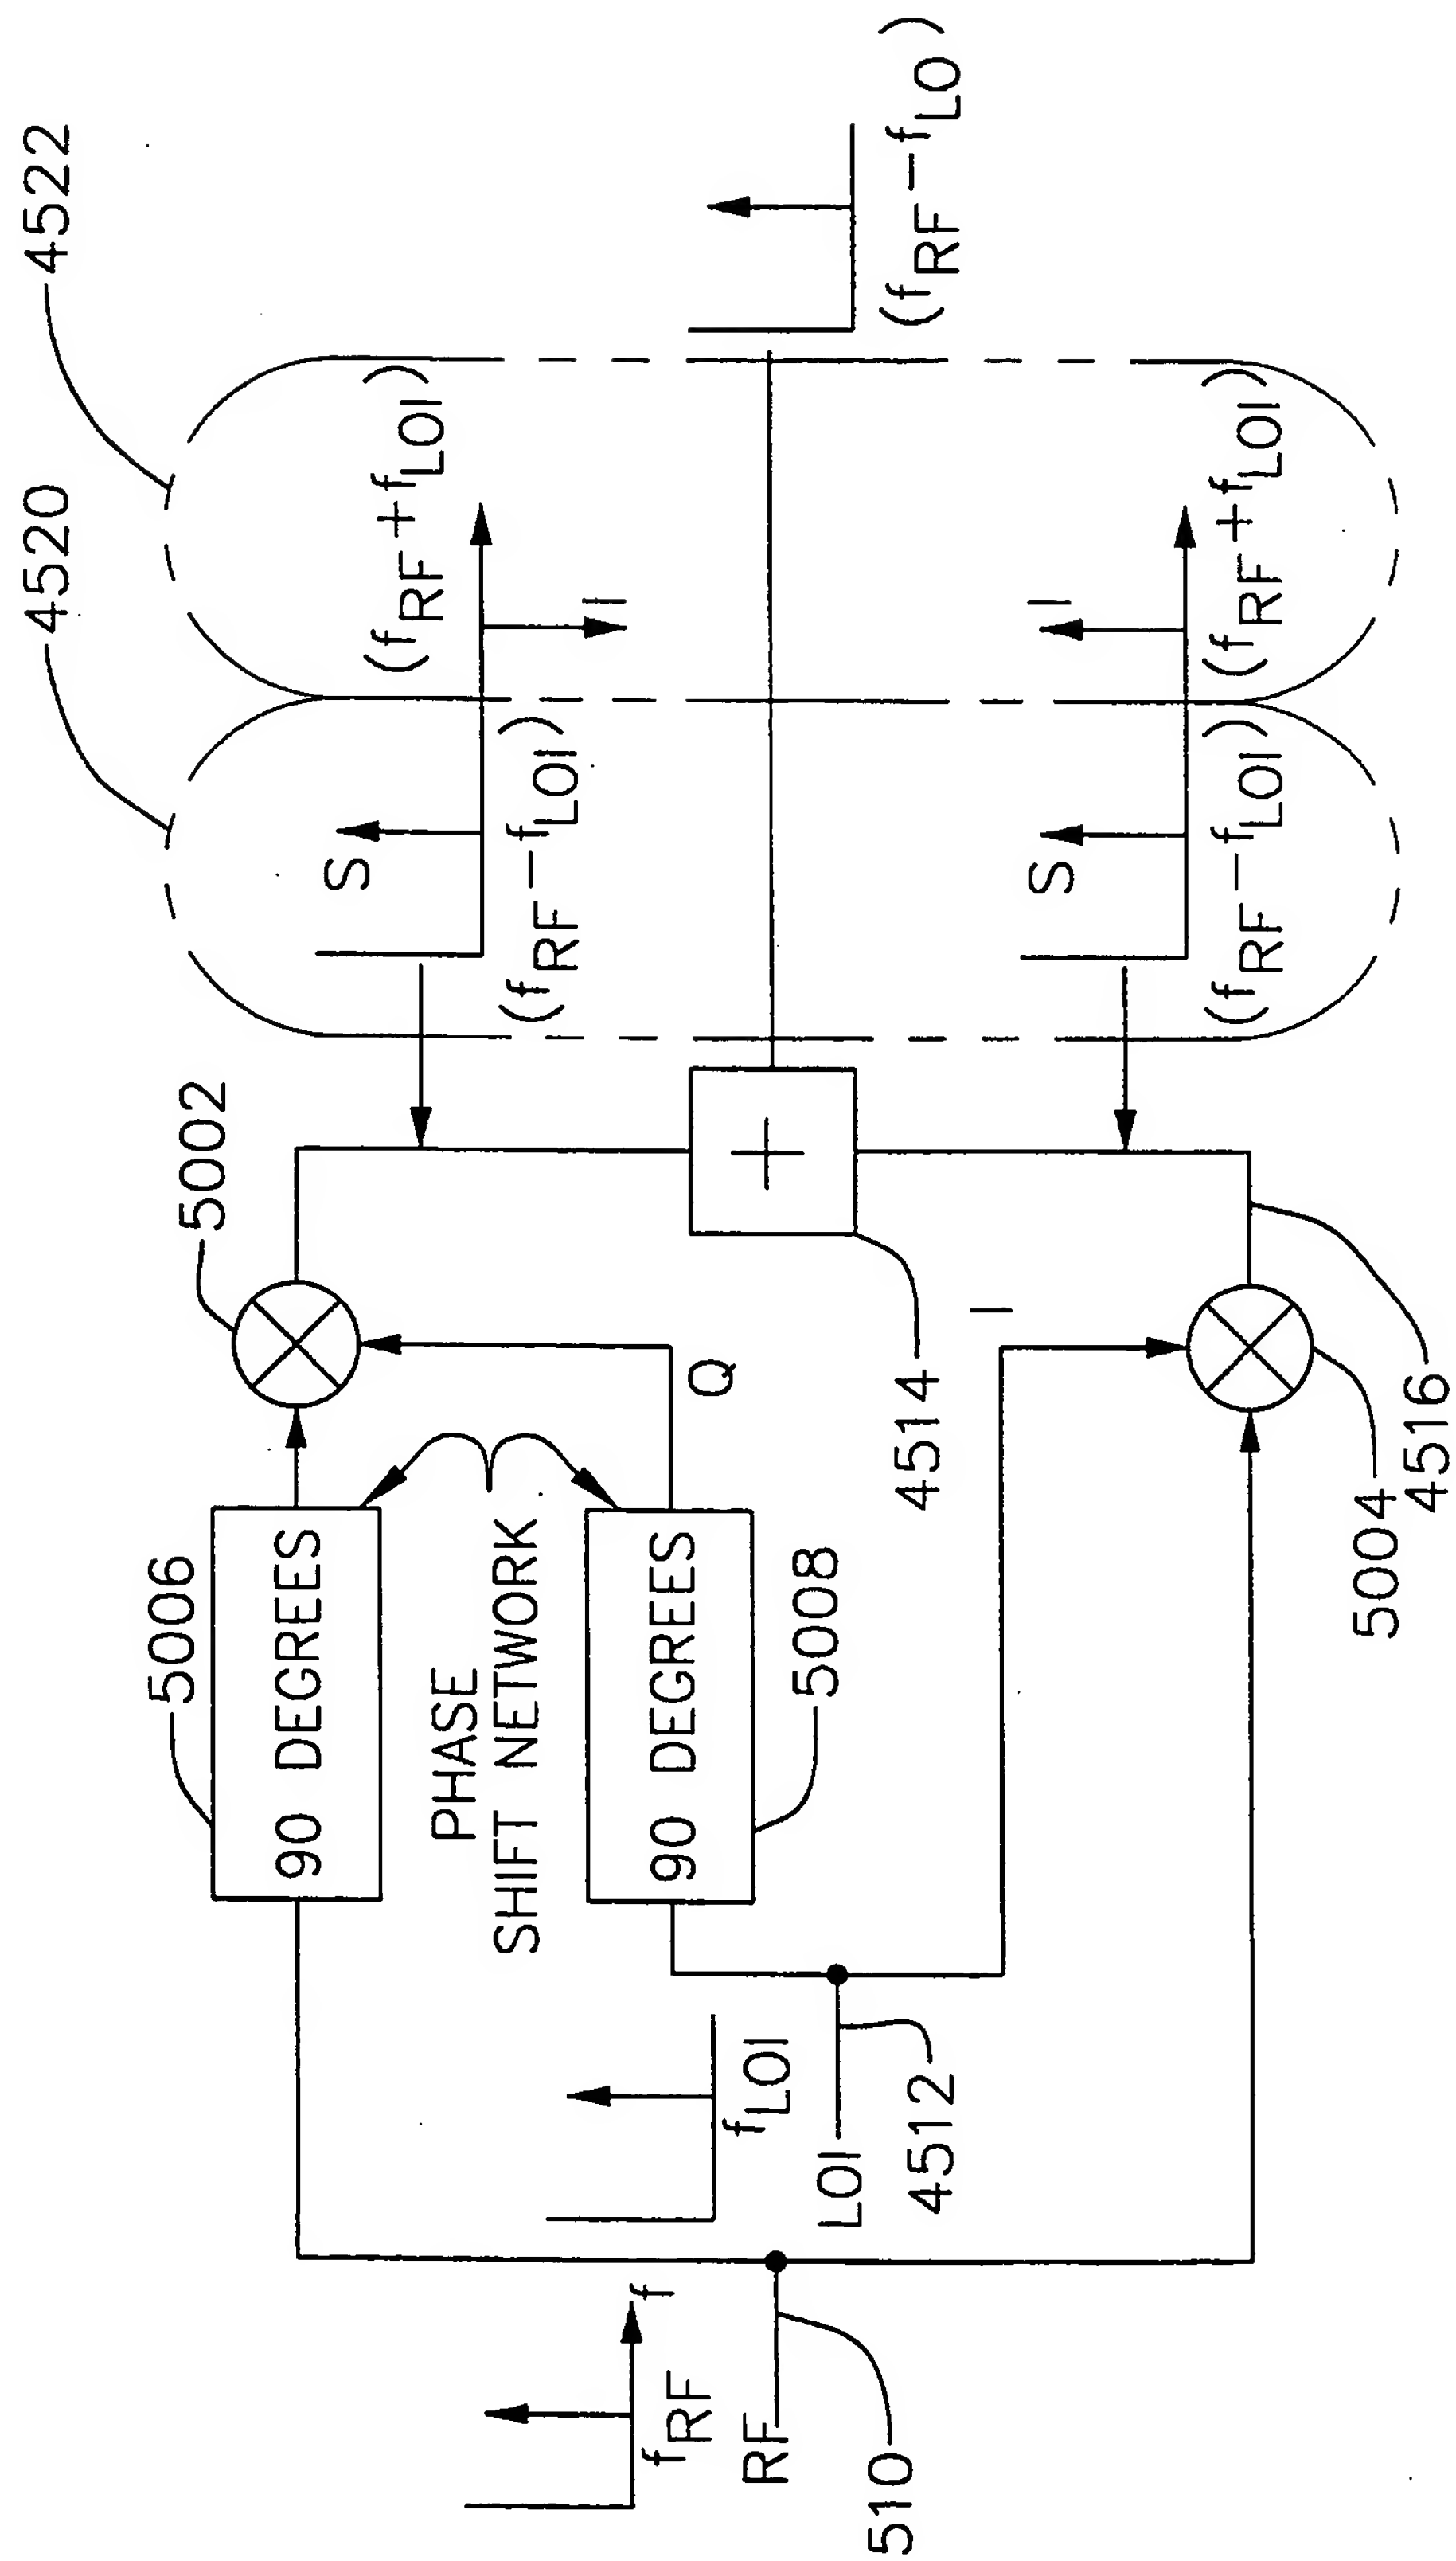 4522
4520
5002
5006
90 DEGREES
PHASE
SHIFT NETWORK
90 DEGREES
5008
Q
I
S
(fRF−fLOI)
(fRF+fLOI)
I
(fRF−fLO)
+
4514
S
I
(fRF−fLOI)
(fRF+fLOI)
fLOI
LOI
4512
f
fRF
RF
510
5004
4516